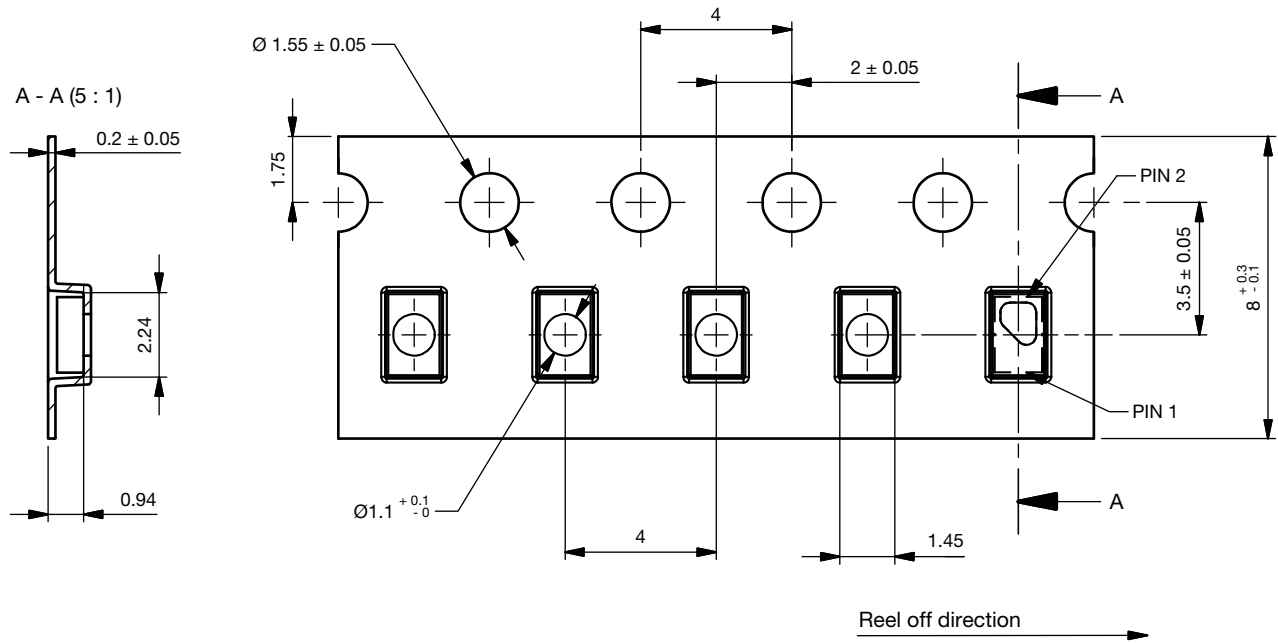 4
Ø 1.55 ± 0.05
2 ± 0.05
A - A (5 : 1)
A
0.2 ± 0.05
1.75
PIN 2
3.5 ± 0.05
8 +0.3 -0.1
2.24
PIN 1
0.94
A
Ø1.1 +0.1 -0
4
1.45
Reel off direction